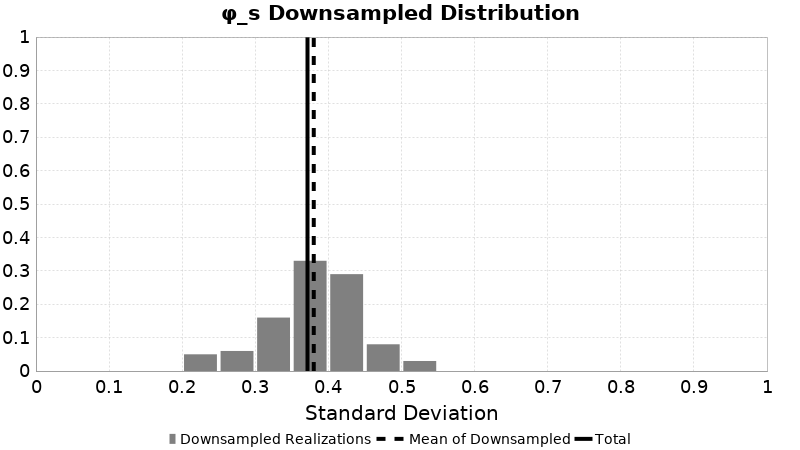 φ_s Downsampled Distribution
1
0.9
0.8
0.7
0.6
0.5
0.4
0.3
0.2
0.1
0
0 0.1 0.2 0.3 0.4 0.5 0.6 0.7 0.8 0.9 1
Standard Deviation
Downsampled Realizations Mean of Downsampled Total